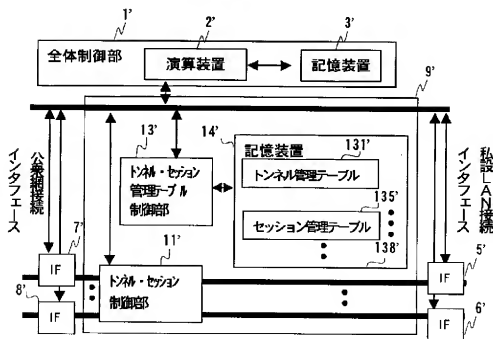 1'
全体制御部
2'
演算装置
3'
記憶装置
9'
公衆網接続
インタフェース
13'
トンネル・セッション
管理テーブル
制御部
14'
記憶装置
131'
トンネル管理テーブル
135'
セッション管理テーブル
138'
私設LAN接続
インタフェース
7'
IF
8'
IF
11'
トンネル・セッション
制御部
5'
IF
6'
IF